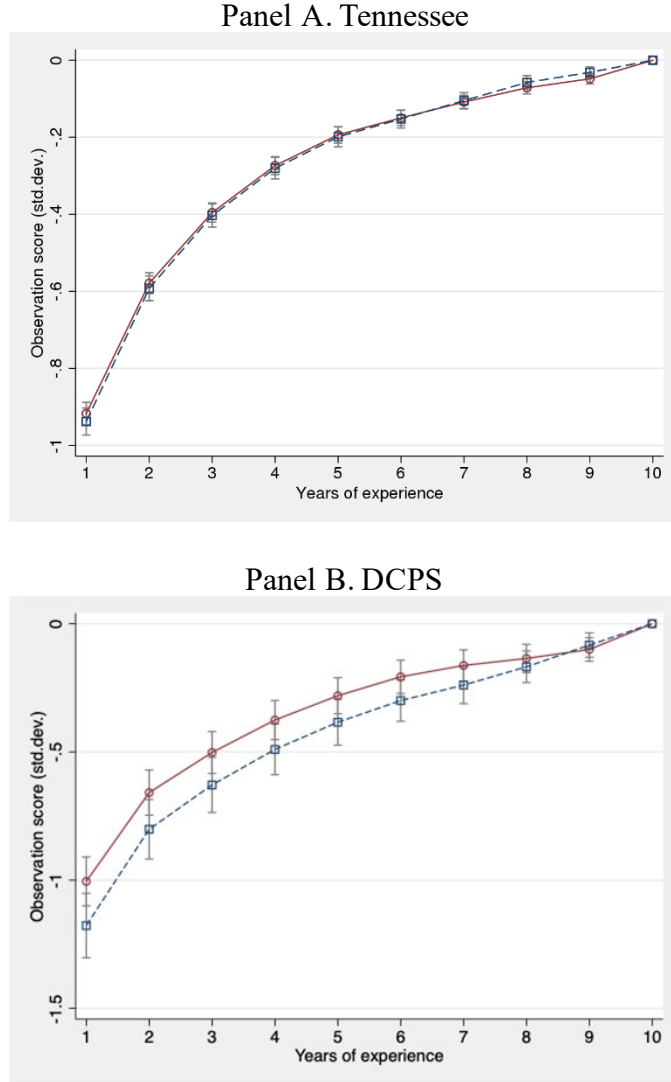 Panel A. Tennessee
0
-.2
-.4
-.6
-.8
-1
Observation score (std.dev.)
1 2 3 4 5 6 7 8 9 10
Years of experience
Panel B. DCPS
0
-.5
-1
-1.5
Observation score (std.dev.)
1 2 3 4 5 6 7 8 9 10
Years of experience